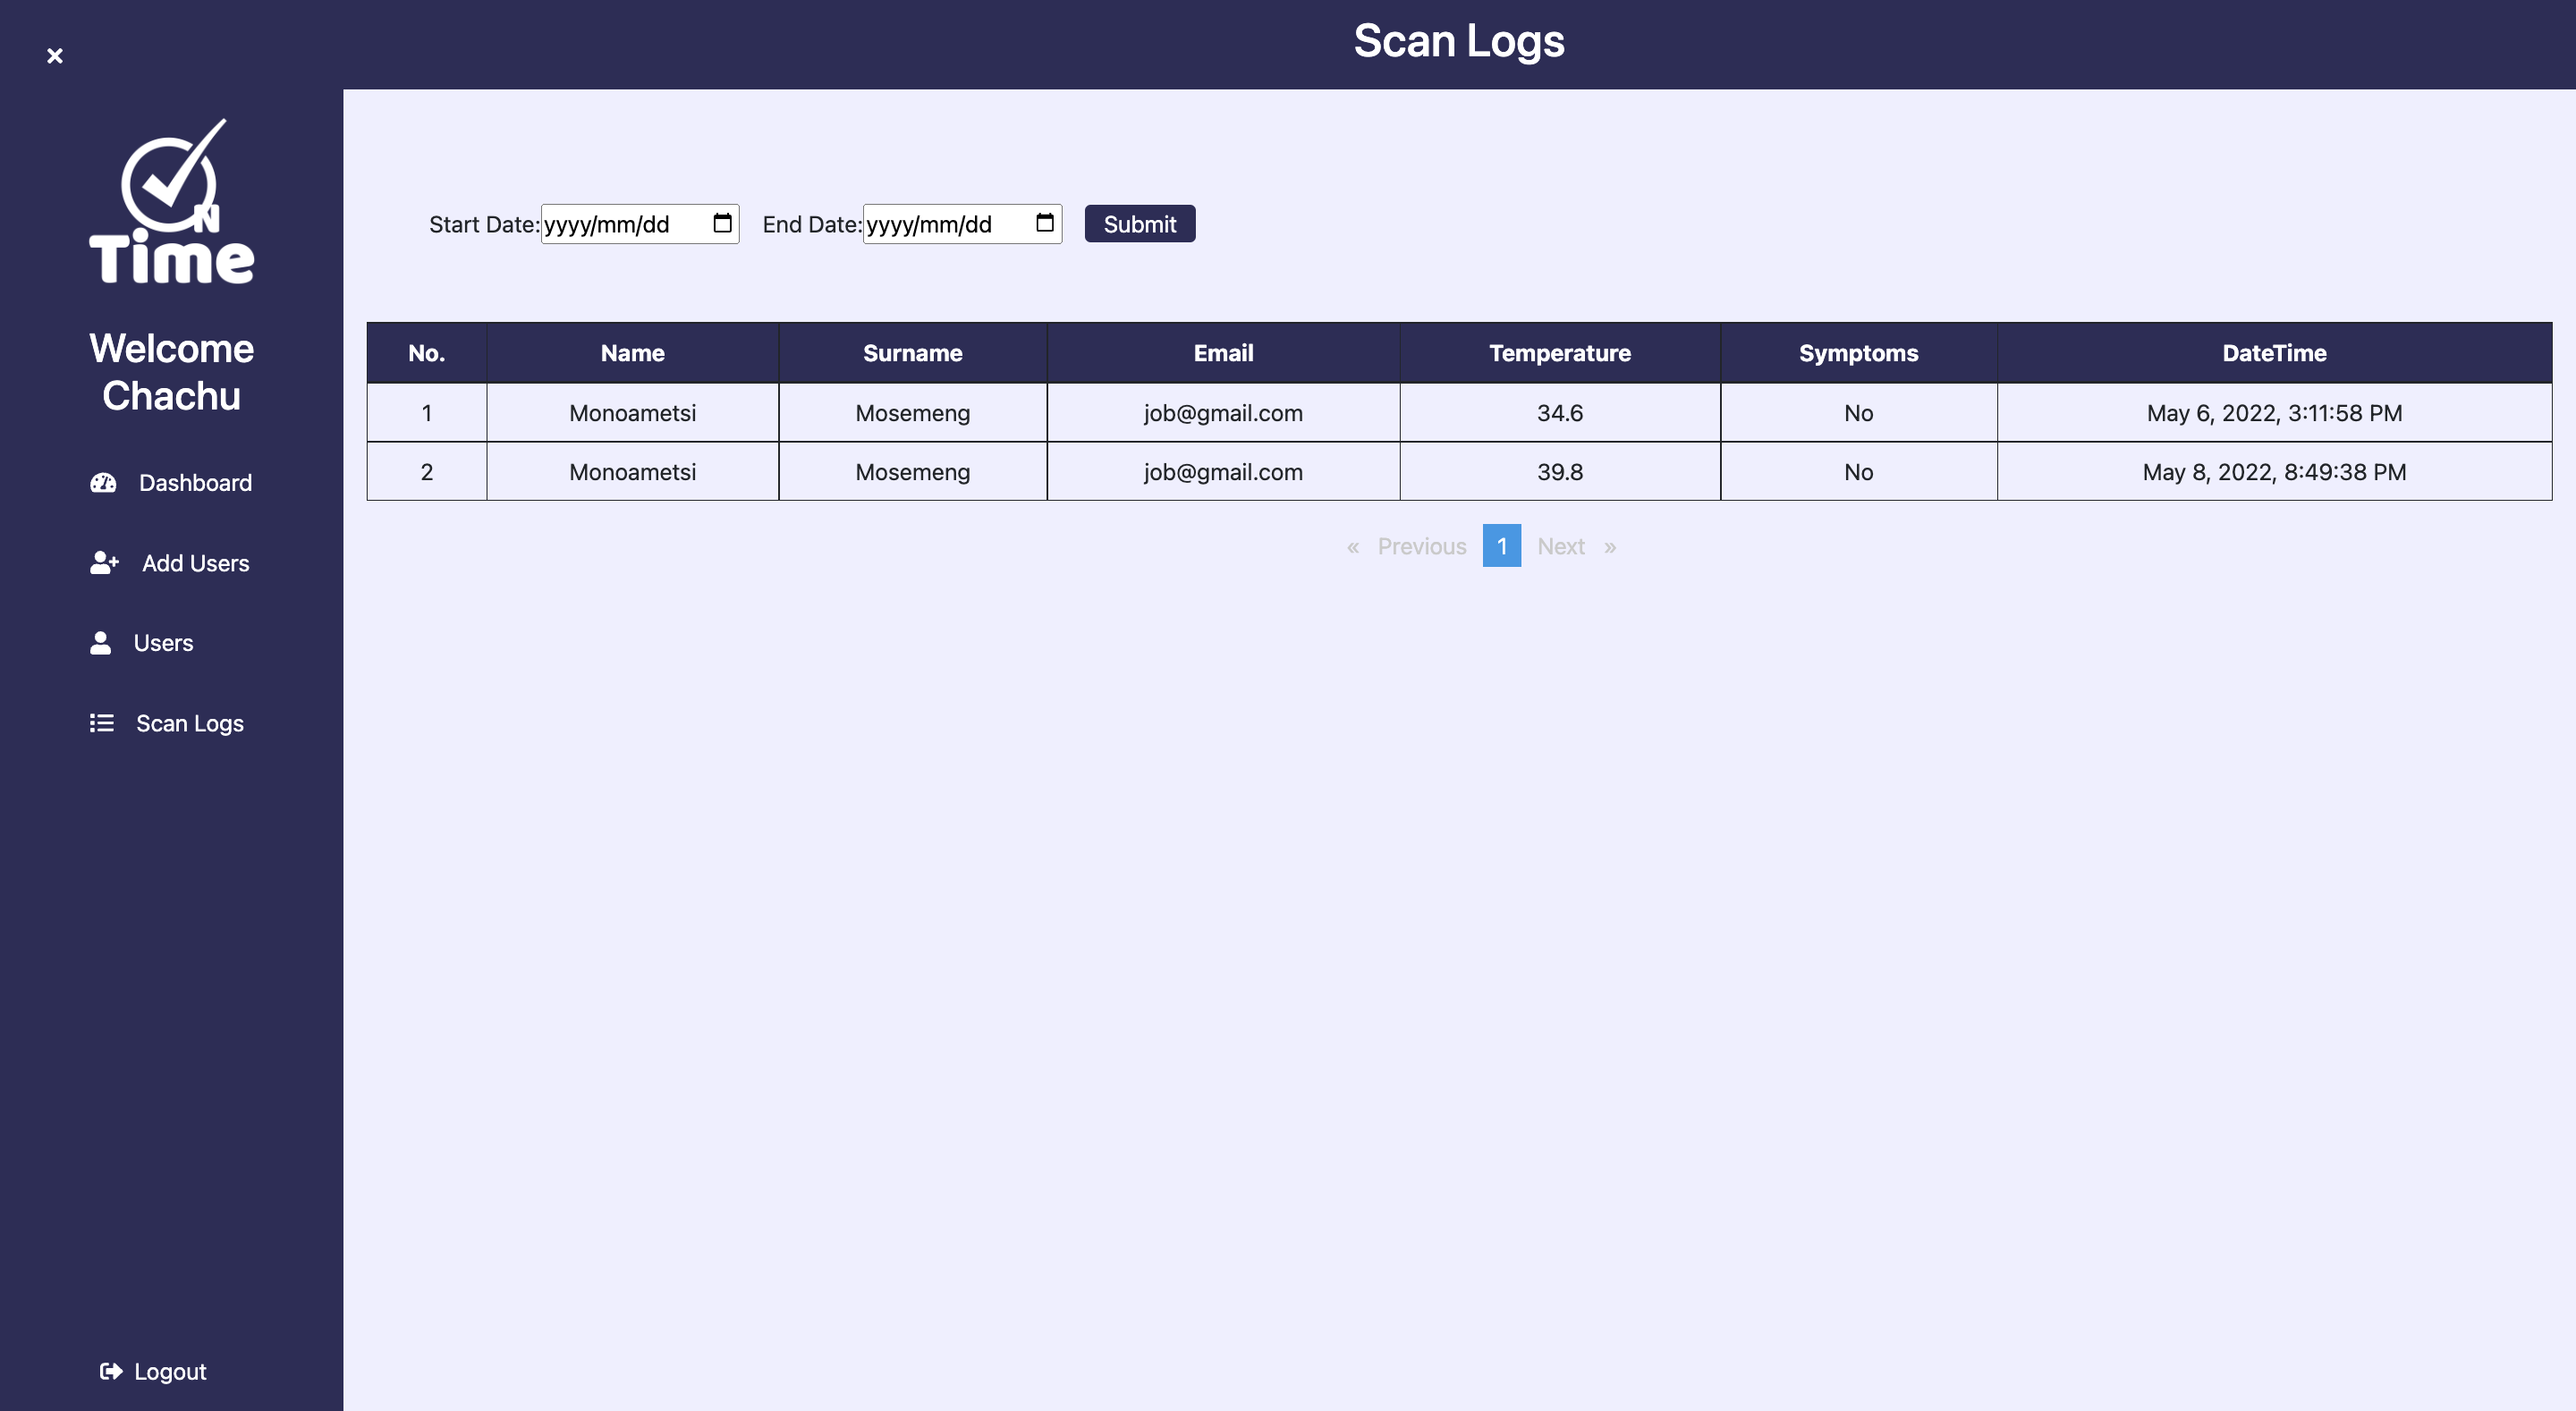 Scan Logs
ON
Time
Welcome
Chachu
Dashboard
Add Users
Users
Scan Logs
Logout
Start Date: yyyy/mm/dd End Date: yyyy/mm/dd Submit
No. Name Surname Email Temperature Symptoms DateTime
1 Monoametsi Mosemeng job@gmail.com 34.6 No May 6, 2022, 3:11:58 PM
2 Monoametsi Mosemeng job@gmail.com 39.8 No May 8, 2022, 8:49:38 PM
« Previous 1 Next »